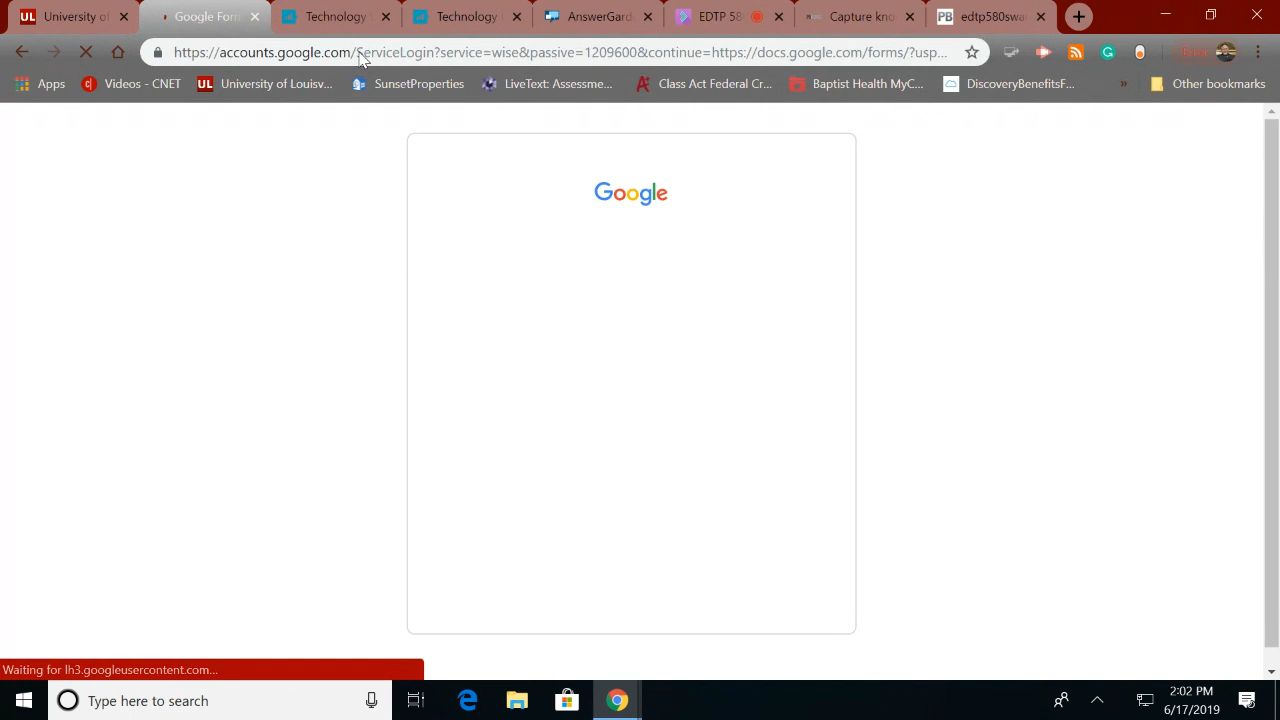 University of
Google Form
Technology
Technology
AnswerGard
EDTP 58
Capture kno
edtp580swa
https://accounts.google.com/ServiceLogin?service=wise&passive=1209600&continue=https://docs.google.com/forms/?usp...
Error
Apps
Videos - CNET
University of Louisv...
SunsetProperties
LiveText: Assessme...
Class Act Federal Cr...
Baptist Health MyC...
DiscoveryBenefitsF...
»
Other bookmarks
Google
Waiting for lh3.googleusercontent.com...
Type here to search
2:02 PM
6/17/2019